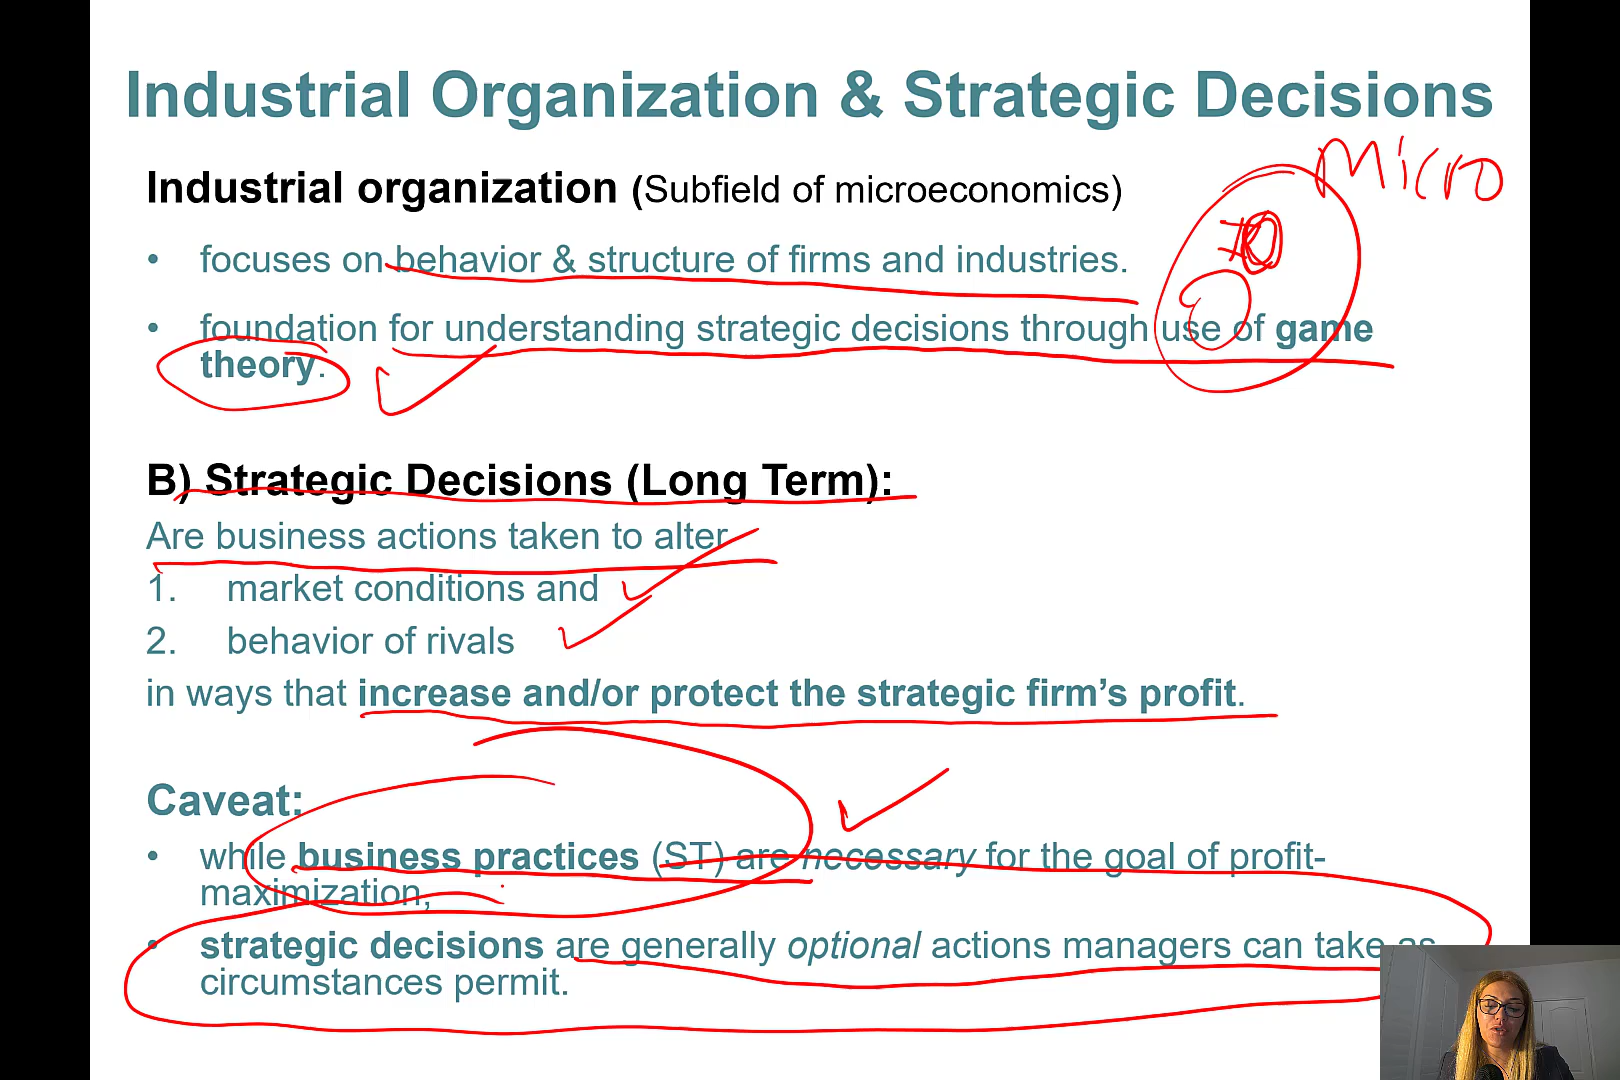 Industrial Organization & Strategic Decisions
Micro
Industrial organization (Subfield of microeconomics)
• focuses on behavior & structure of firms and industries.
• foundation for understanding strategic decisions through use of game
theory.
B) Strategic Decisions (Long Term):
Are business actions taken to alter
1. market conditions and
2. behavior of rivals
in ways that increase and/or protect the strategic firm's profit.
Caveat:
• while business practices (ST) are necessary for the goal of profit-
maximization,
• strategic decisions are generally optional actions managers can take as
circumstances permit.